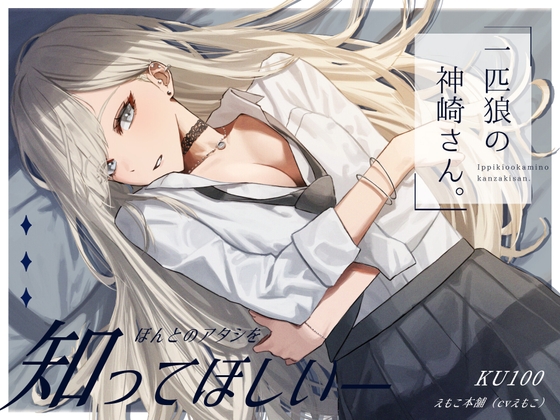 一匹狼の
神崎さん。
Ippikiookamino
kanzakisan.
ほんとのアタシを
知ってほしいー
KU100
えもこ本舗(cvえもこ)